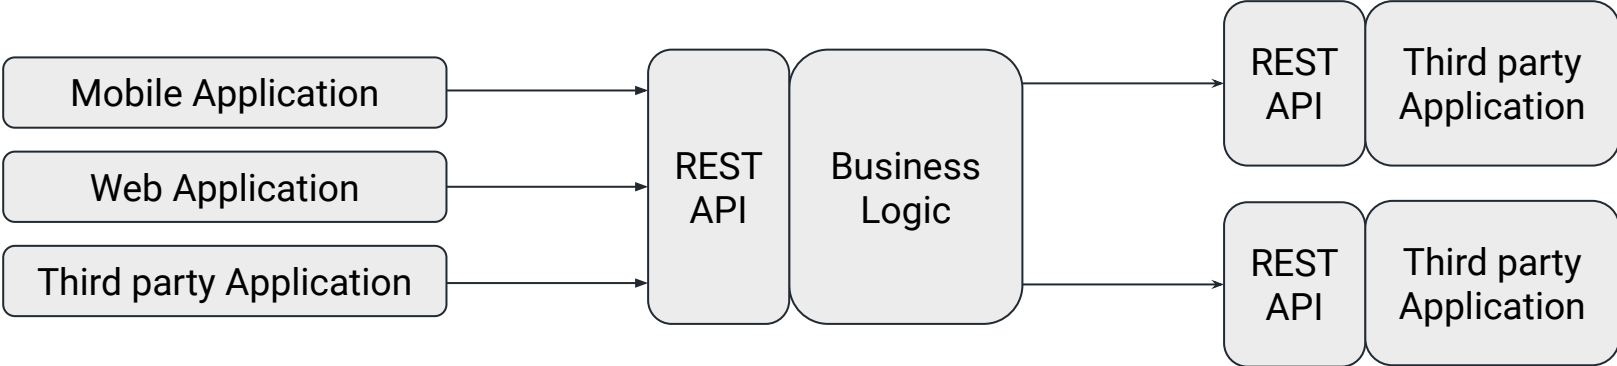 Mobile Application
Web Application
Third party Application
REST
API
Business
Logic
REST
API
Third party
Application
REST
API
Third party
Application